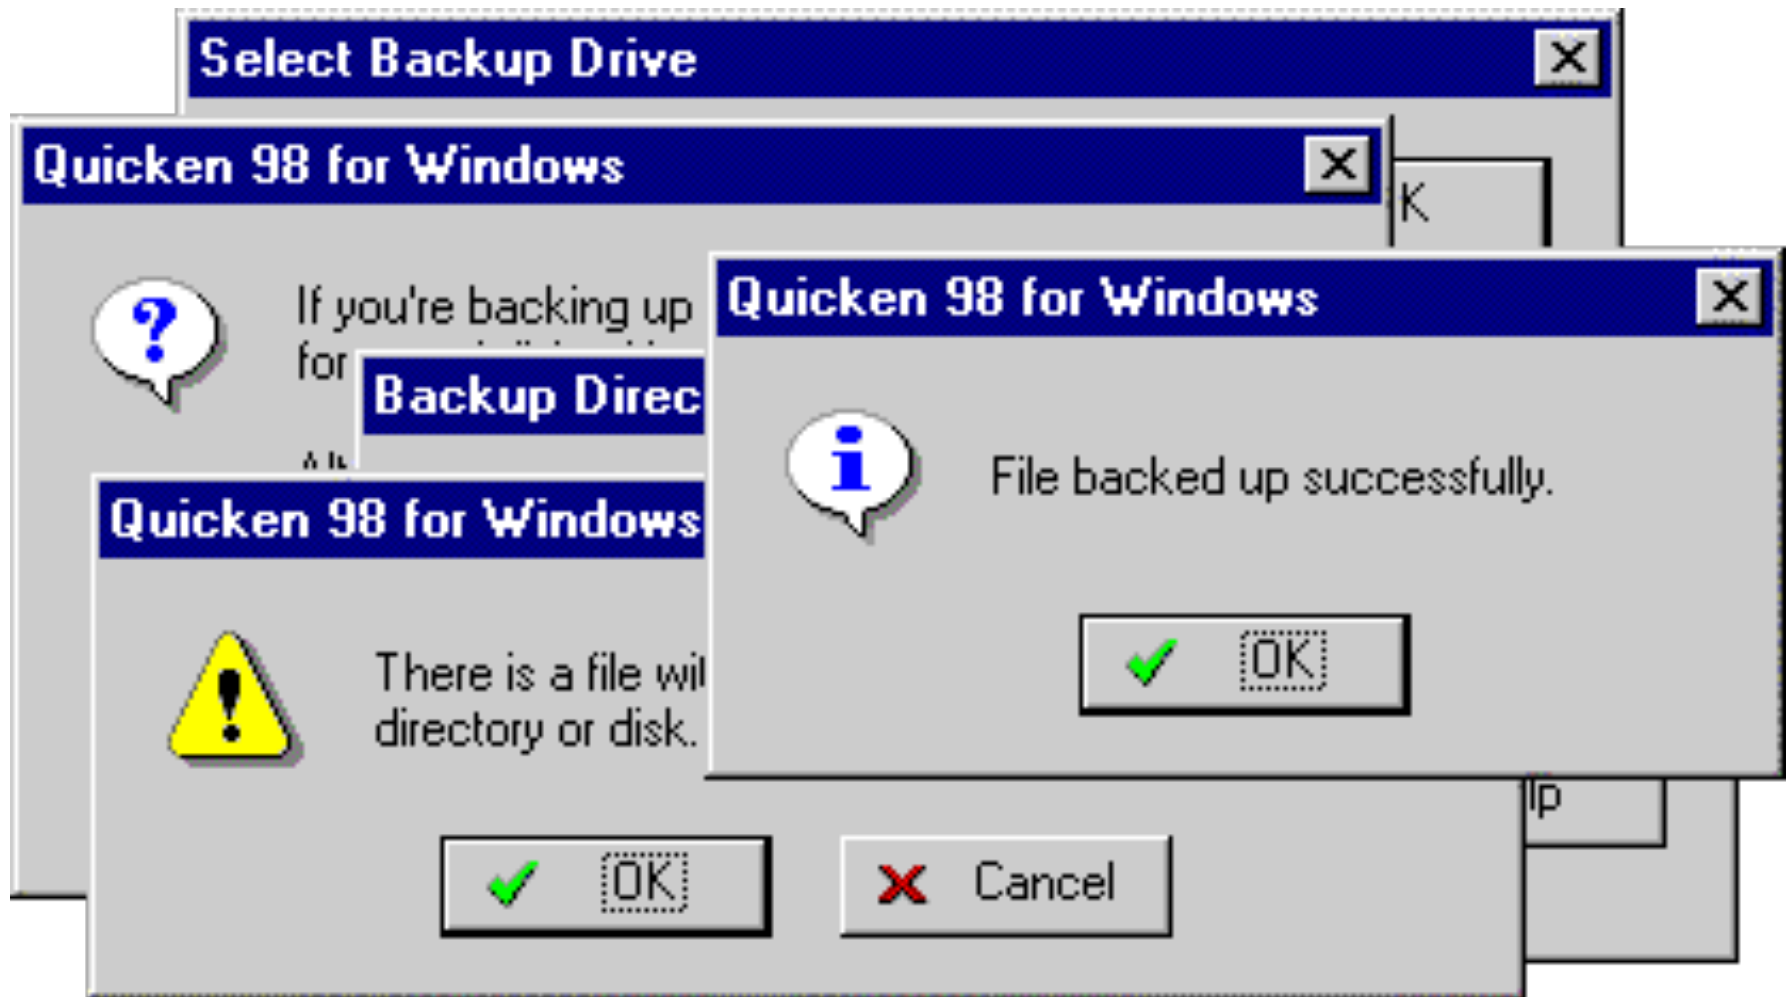 Select Backup Drive
Quicken 98 for Windows
K
If you're backing up
for
Quicken 98 for Windows
File backed up successfully.
OK
Backup Direc
Quicken 98 for Windows
There is a file wi
directory or disk.
OK
Cancel
lp